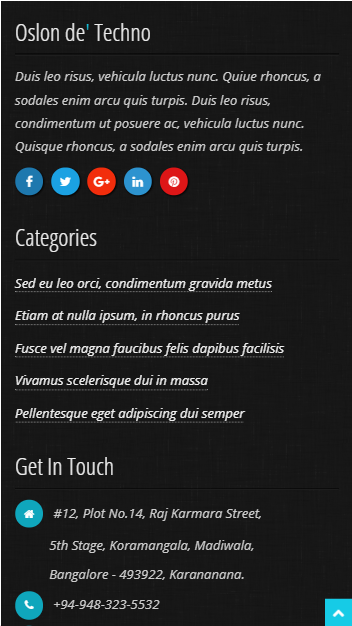 Oslon de' Techno
Duis leo risus, vehicula luctus nunc. Quiue rhoncus, a
sodales enim arcu quis turpis. Duis leo risus,
condimentum ut posuere ac, vehicula luctus nunc.
Quisque rhoncus, a sodales enim arcu quis turpis.
Categories
Sed eu leo orci, condimentum gravida metus
Etiam at nulla ipsum, in rhoncus purus
Fusce vel magna faucibus felis dapibus facilisis
Vivamus scelerisque dui in massa
Pellentesque eget adipiscing dui semper
Get In Touch
#12, Plot No.14, Raj Karmara Street,
5th Stage, Koramangala, Madiwala,
Bangalore - 493922, Karananana.
+94-948-323-5532